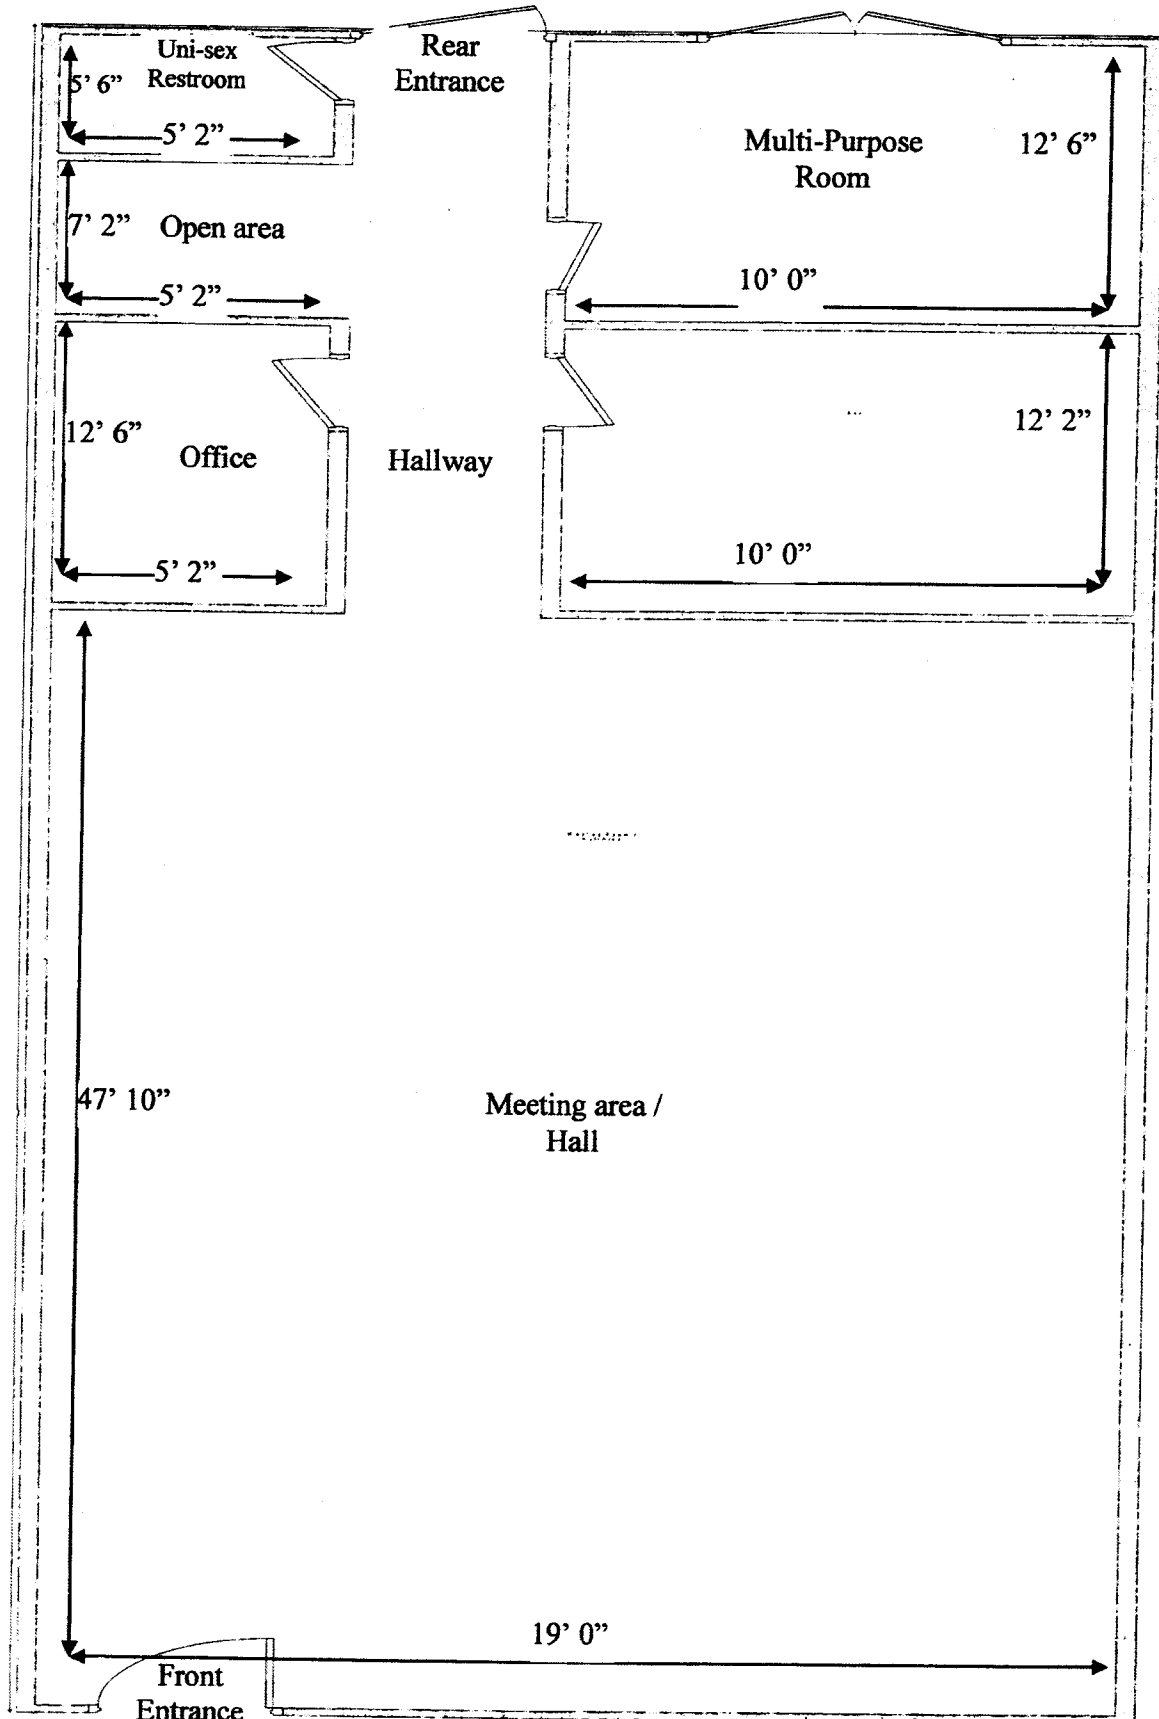 Uni-sex
Restroom
Rear
Entrance
5’ 6”
5’ 2”
Multi-Purpose
Room
12’ 6”
7’ 2”
Open area
5’ 2”
10’ 0”
12’ 6”
Office
Hallway
12’ 2”
5’ 2”
10’ 0”
47’ 10”
Meeting area /
Hall
19’ 0”
Front
Entrance